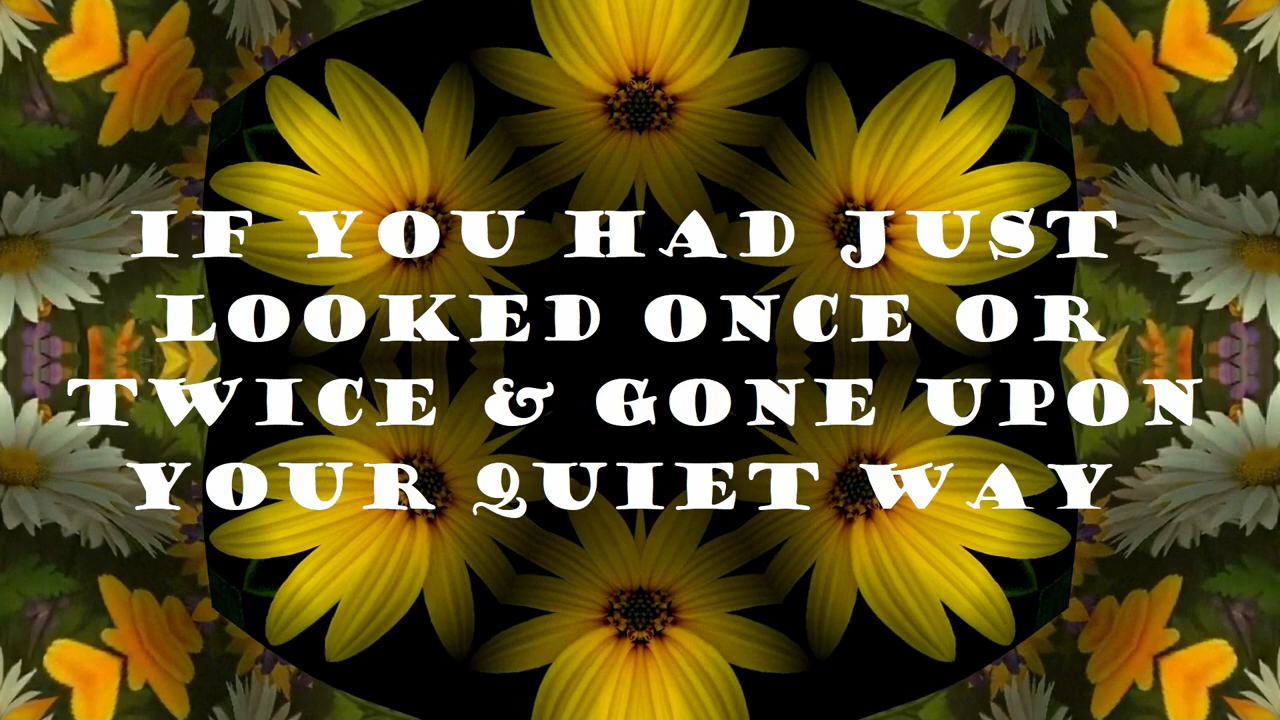 IF YOU HAD JUST
LOOKED ONCE OR
TWICE & GONE UPON
YOUR QUIET WAY